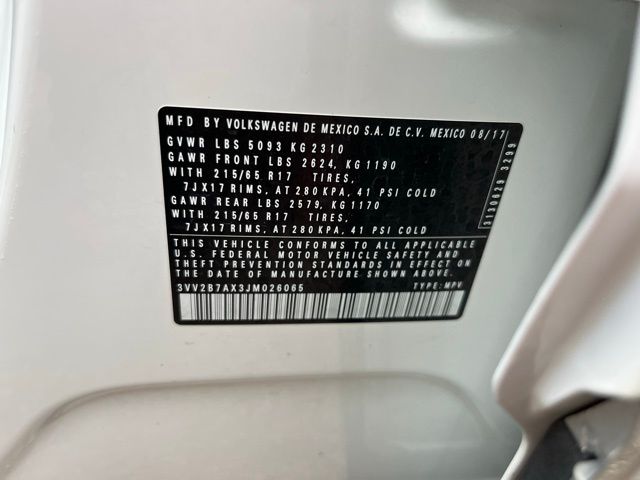 MFD BY VOLKSWAGEN DE MEXICO S.A. DE C.V. MEXICO 08/17
GVWR LBS 5093 KG 2310
GAWR FRONT LBS 2624, KG 1190
WITH 215/65 R17 TIRES,
7JX17 RIMS, AT 280 KPA, 41 PSI COLD
GAWR REAR LBS 2579, KG 1170
WITH 215/65 R17 TIRES,
7JX17 RIMS, AT 280 KPA, 41 PSI COLD
THIS VEHICLE CONFORMS TO ALL APPLICABLE
U.S. FEDERAL MOTOR VEHICLE SAFETY AND
THEFT PREVENTION STANDARDS IN EFFECT ON
THE DATE OF MANUFACTURE SHOWN ABOVE.
3VV2B7AX3JM026065 TYPE: MPV
3130629 3299